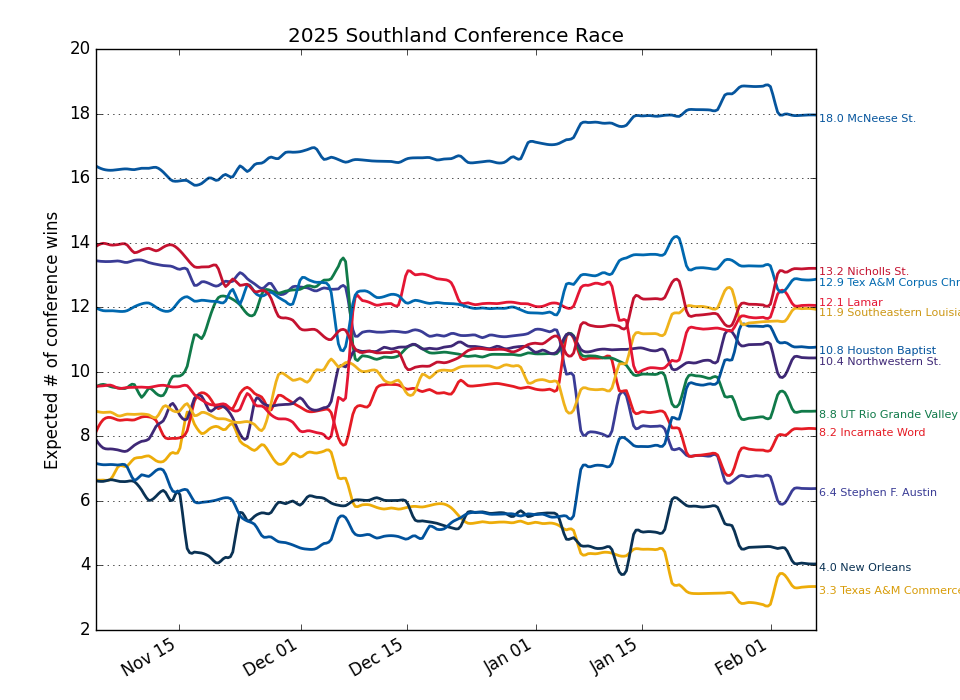 2025 Southland Conference Race
Expected # of conference wins
20
18
16
14
12
10
8
6
4
2
Nov 15
Dec 01
Dec 15
Jan 01
Jan 15
Feb 01
18.0 McNeese St.
13.2 Nicholls St.
12.9 Tex A&M Corpus Chr
12.1 Lamar
11.9 Southeastern Louisia
10.8 Houston Baptist
10.4 Northwestern St.
8.8 UT Rio Grande Valley
8.2 Incarnate Word
6.4 Stephen F. Austin
4.0 New Orleans
3.3 Texas A&M Commerce